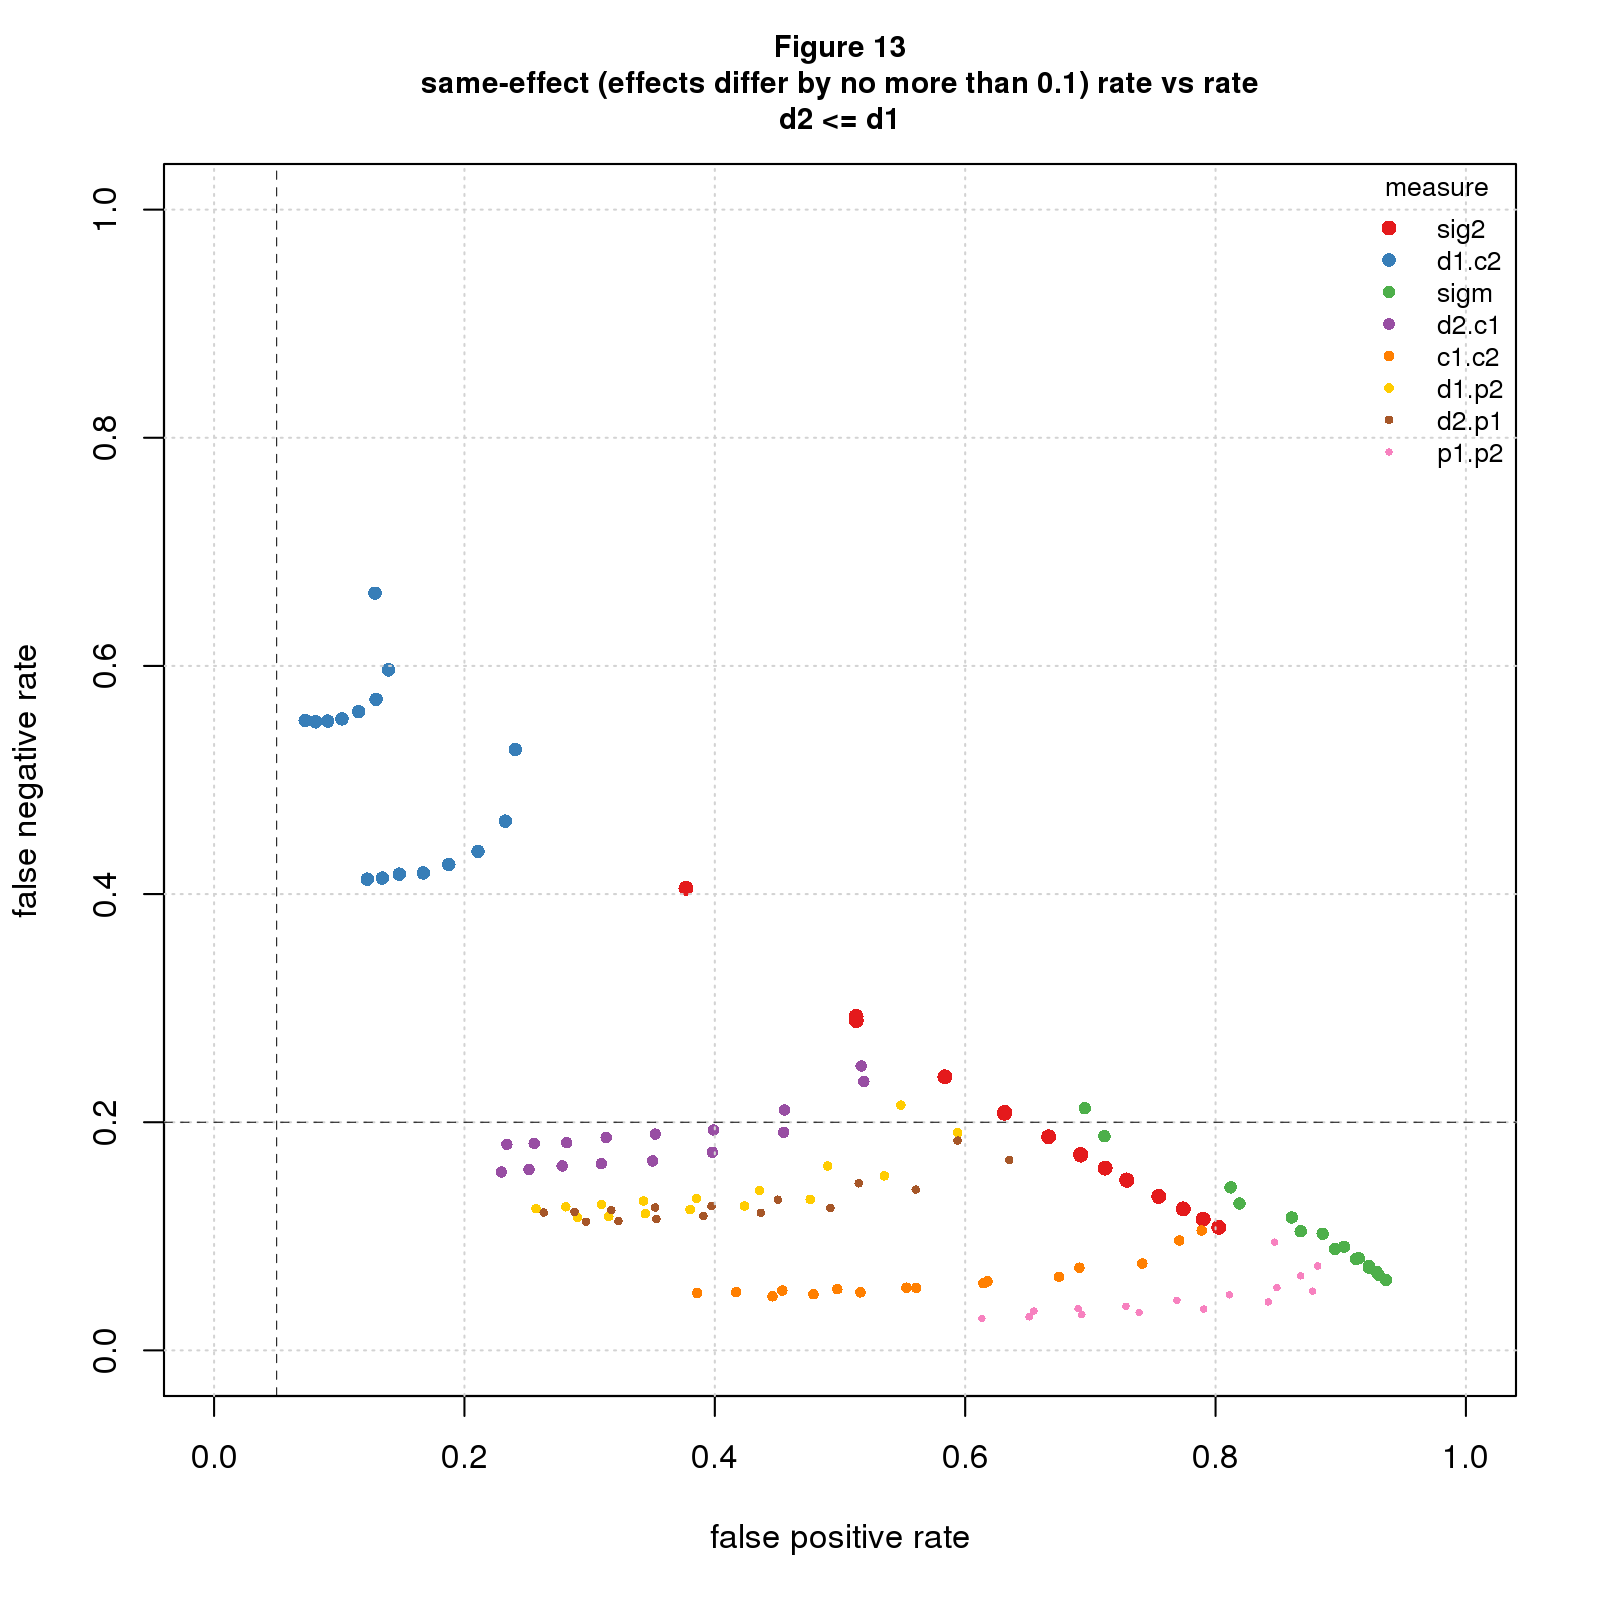 Figure 13
same-effect (effects differ by no more than 0.1) rate vs rate
d2 <= d1
measure
sig2
d1.c2
sigm
d2.c1
c1.c2
d1.p2
d2.p1
p1.p2
false negative rate
1.0
0.8
0.6
0.4
0.2
0.0
0.0 0.2 0.4 0.6 0.8 1.0
false positive rate